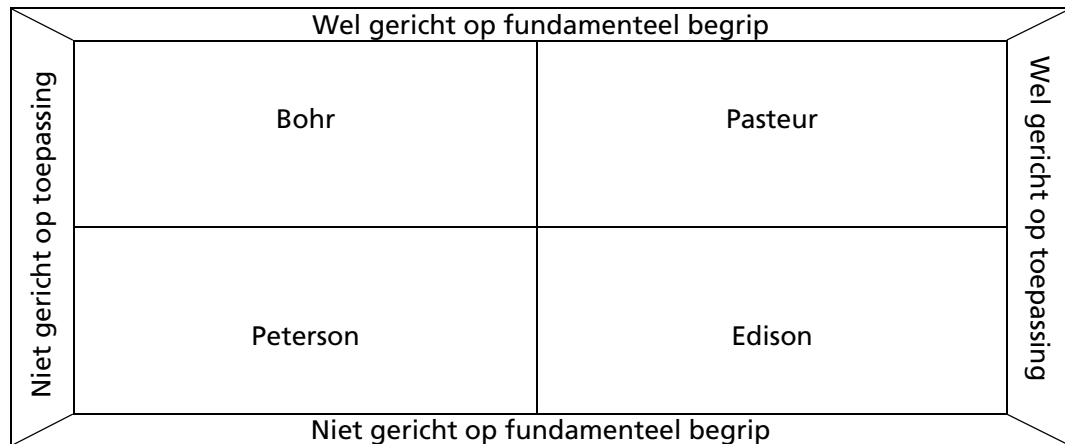 Wel gericht op fundamenteel begrip
Niet gericht op toepassing
Bohr
Pasteur
Wel gericht op toepassing
Peterson
Edison
Niet gericht op fundamenteel begrip